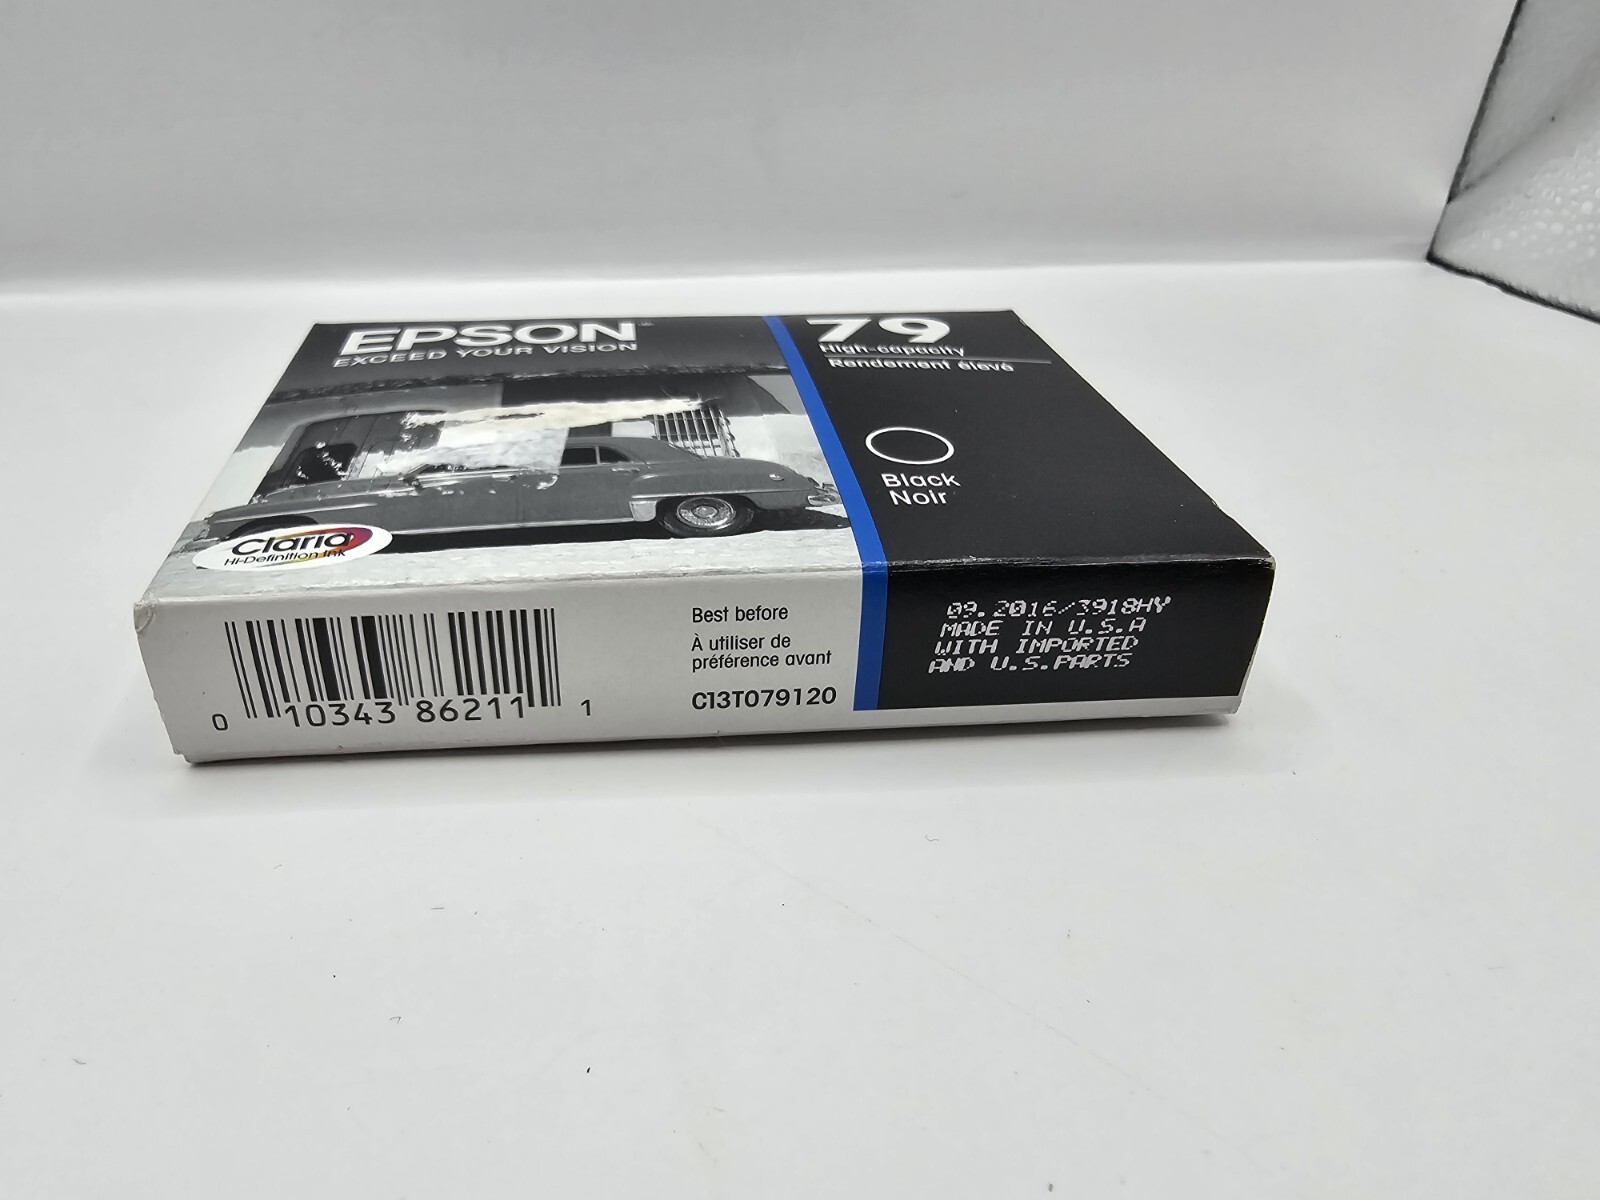 EPSON
EXCEED YOUR VISION
79
High-capacity
Rendement élevé
Black
Noir
Claria
Hi-Definition Ink
Best before
À utiliser de
préférence avant
C13T079120
0 10343 86211 1
09.2016/3918HY
MADE IN U.S.A
WITH IMPORTED
AND U.S.PARTS